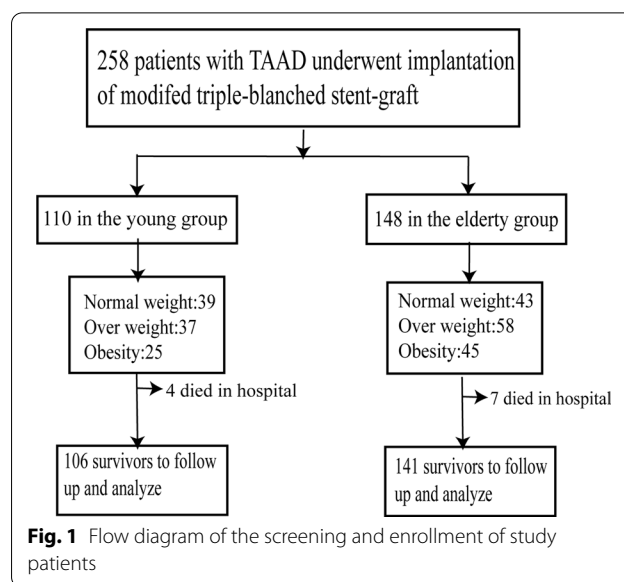 258 patients with TAAD underwent implantation
of modifed triple-blanched stent-graft
110 in the young group
148 in the elderty group
Normal weight:39
Over weight:37
Obesity:25
Normal weight:43
Over weight:58
Obesity:45
4 died in hospital
7 died in hospital
106 survivors to follow
up and analyze
141 survivors to follow
up and analyze
Fig. 1 Flow diagram of the screening and enrollment of study
patients